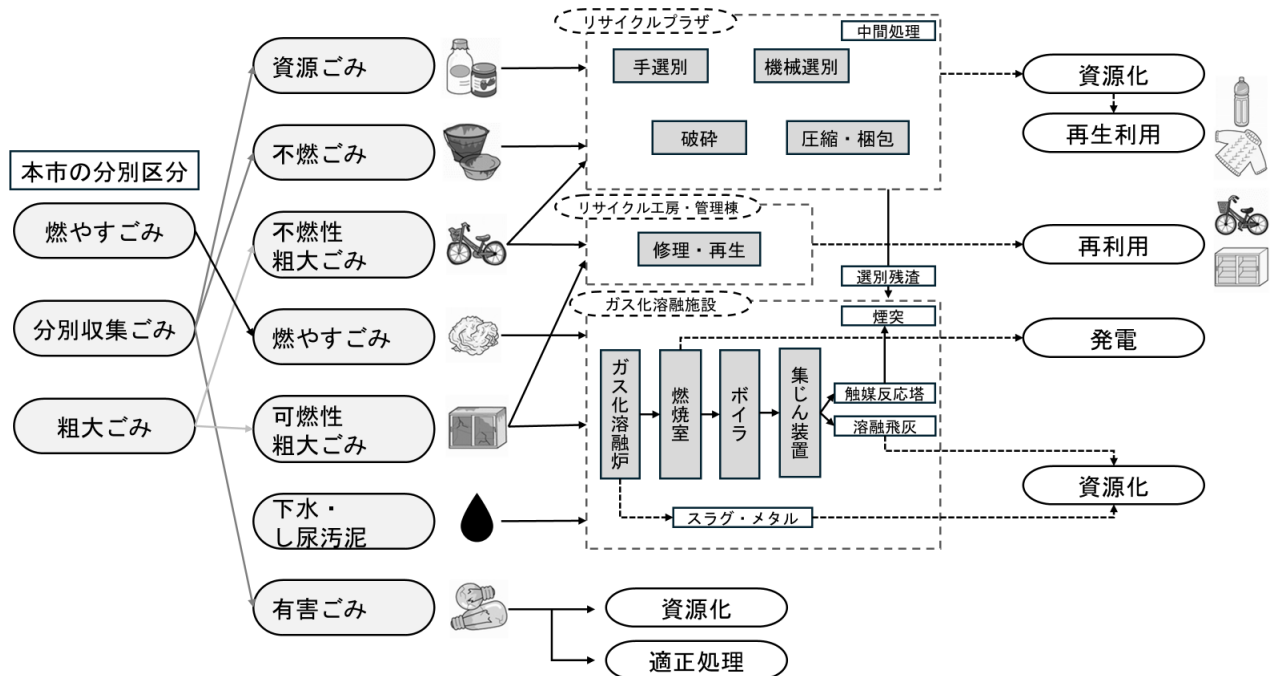 本市の分別区分
燃やすごみ
分別収集ごみ
粗大ごみ
資源ごみ
不燃ごみ
不燃性
粗大ごみ
燃やすごみ
可燃性
粗大ごみ
下水・
し尿汚泥
有害ごみ
リサイクルプラザ
中間処理
手選別
機械選別
破砕
圧縮・梱包
リサイクル工房・管理棟
修理・再生
選別残渣
ガス化溶融施設
煙突
ガス化溶融炉
燃焼室
ボイラ
集じん装置
触媒反応塔
溶融飛灰
スラグ・メタル
資源化
再生利用
再利用
発電
資源化
資源化
適正処理